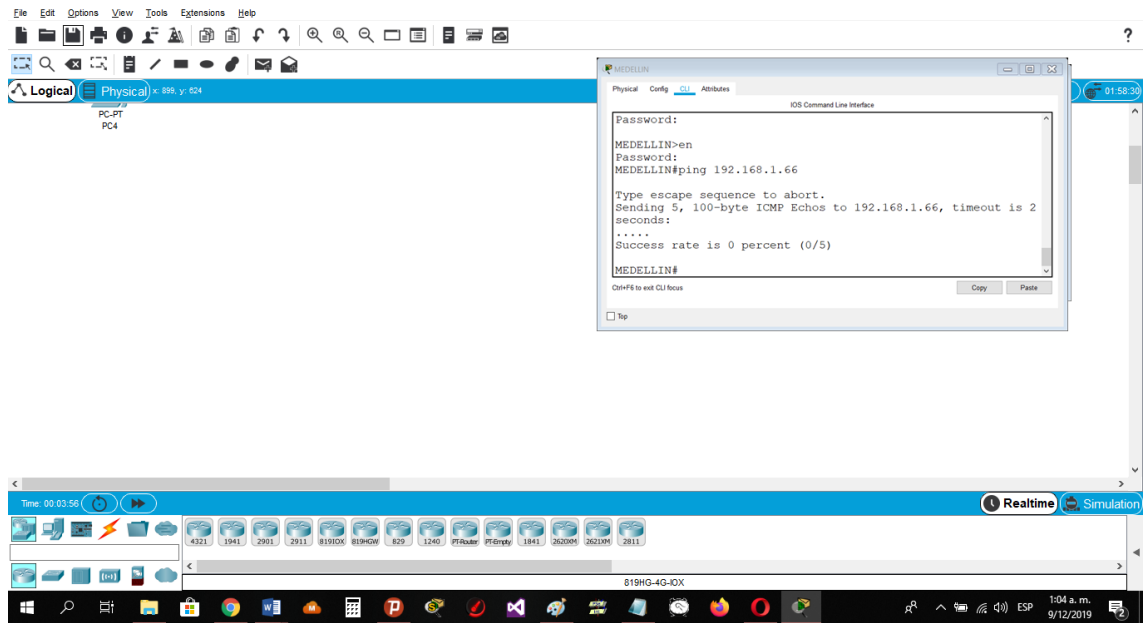 File Edit Options View Tools Extensions Help
?
Logical Physical x: 899, y: 624 01:58:30
PC-PT
PC4
MEDELLIN
Physical Config CLI Attributes
IOS Command Line Interface
Password:
MEDELLIN>en
Password:
MEDELLIN#ping 192.168.1.66
Type escape sequence to abort.
Sending 5, 100-byte ICMP Echos to 192.168.1.66, timeout is 2
seconds:
.....
Success rate is 0 percent (0/5)
MEDELLIN#
Ctrl+F6 to exit CLI focus Copy Paste
Top
Time: 00:03:56 Realtime Simulation
4321 1941 2901 2911 819IOX 819HGW 829 1240 PT-Router PT-Empty 1841 2620XM 2621XM 2811
819HG-4G-IOX
ESP 1:04 a. m.
9/12/2019 2